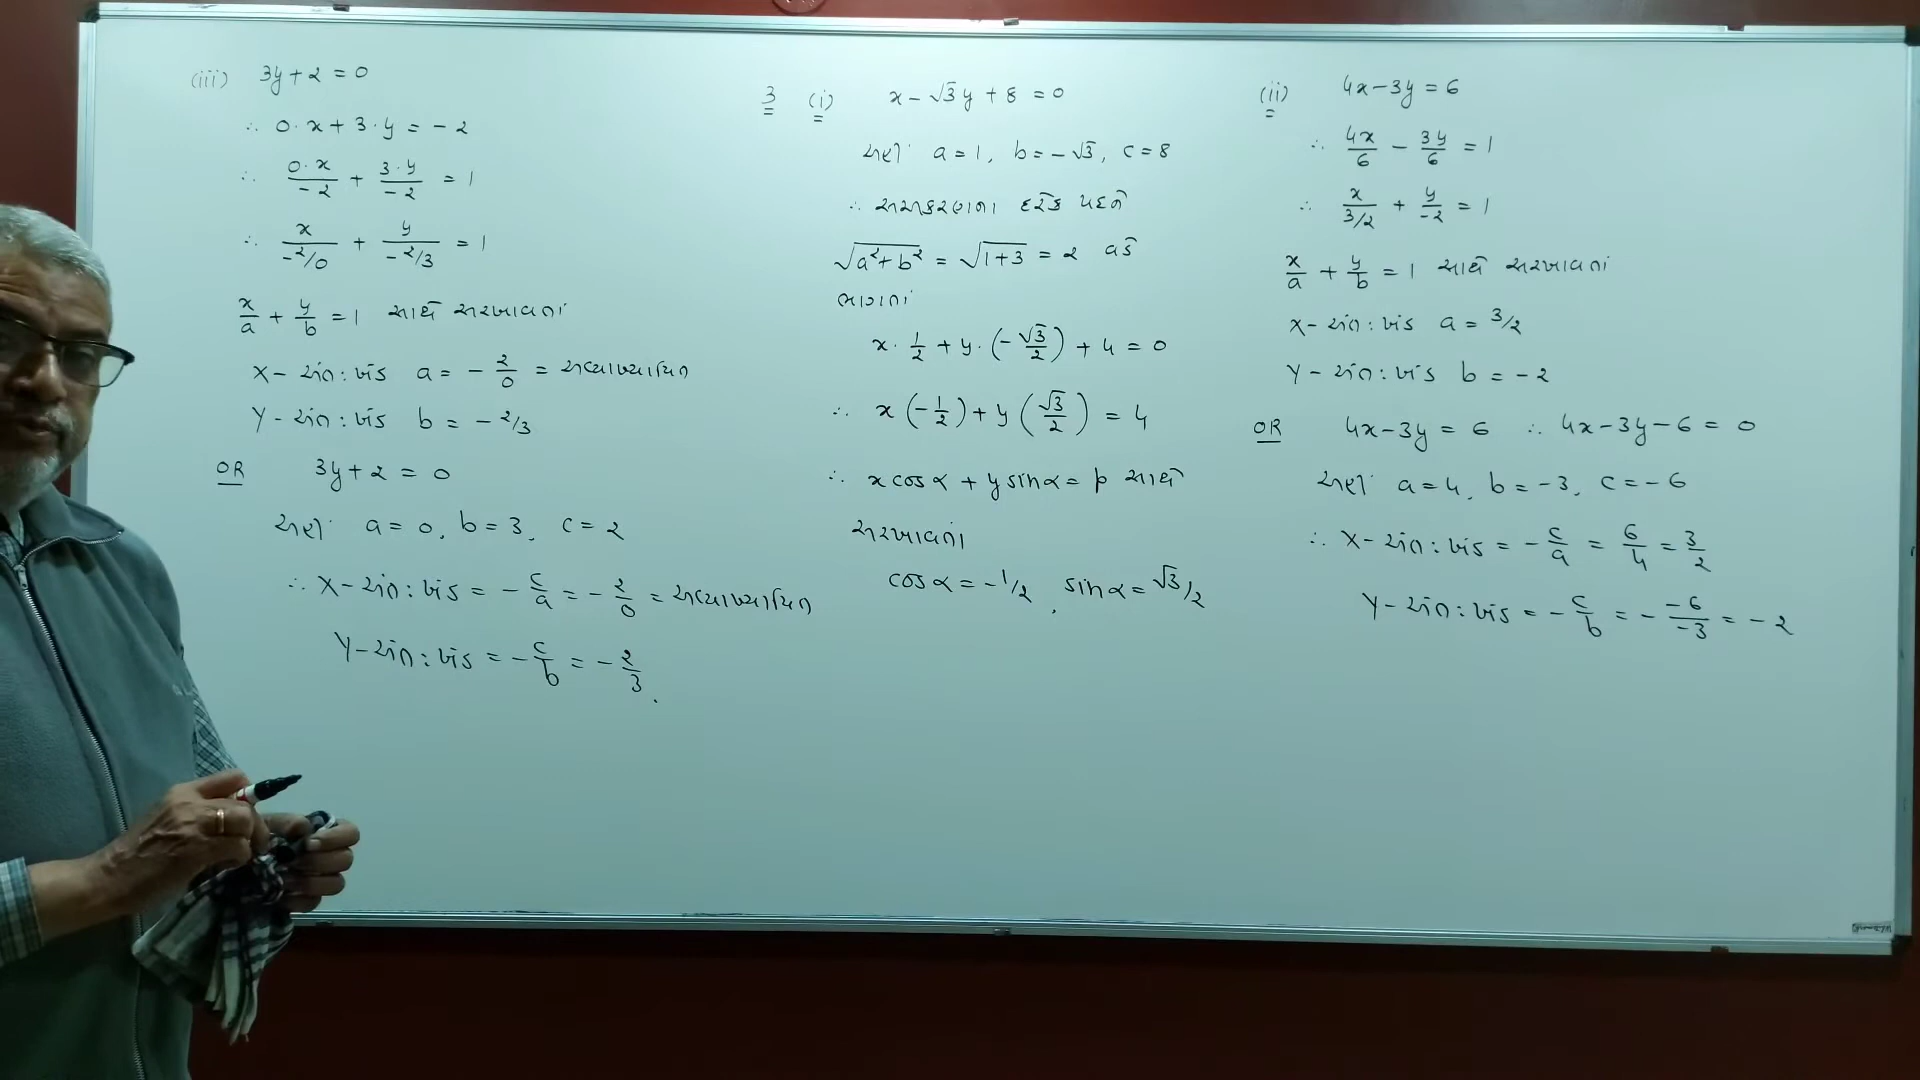 (iii) 3y + 2 = 0
∴ 0·x + 3·y = - 2
∴ 0·x/-2 + 3·y/-2 = 1
∴ x/-2/0 + y/-2/3 = 1
x/a + y/b = 1 સાથે સરખાવતાં
X- અંત:ખંડ a = - 2/0 = અવ્યાખ્યાયિત
Y- અંત:ખંડ b = - 2/3
OR 3y + 2 = 0
અહીં a = 0, b = 3, c = 2
∴ X- અંત:ખંડ = - c/a = - 2/0 = અવ્યાખ્યાયિત
Y- અંત:ખંડ = - c/b = - 2/3.
3 (i) x - √3 y + 8 = 0
અહીં a = 1, b = - √3, c = 8
∴ સમીકરણના દરેક પદને
√a²+b² = √1+3 = 2 વડે
ભાગતાં
x · 1/2 + y · (- √3/2) + 4 = 0
∴ x (- 1/2) + y (√3/2) = 4
∴ x cos α + y sin α = p સાથે
સરખાવતાં
cos α = - 1/2, sin α = √3/2
(ii) 4x - 3y = 6
∴ 4x/6 - 3y/6 = 1
∴ x/3/2 + y/-2 = 1
x/a + y/b = 1 સાથે સરખાવતાં
X- અંત:ખંડ a = 3/2
Y- અંત:ખંડ b = - 2
OR 4x - 3y = 6 ∴ 4x - 3y - 6 = 0
અહીં a = 4, b = - 3, c = - 6
∴ X- અંત:ખંડ = - c/a = 6/4 = 3/2
Y- અંત:ખંડ = - c/b = - -6/-3 = - 2